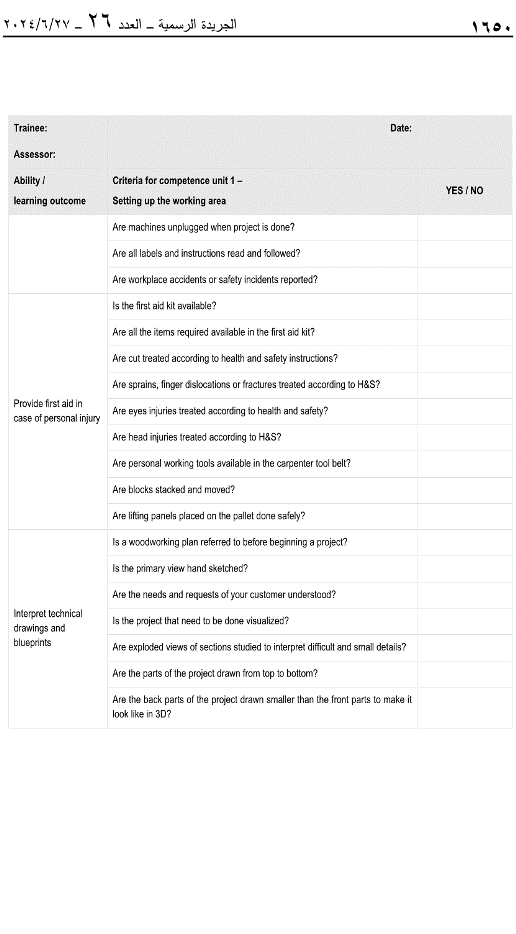 ١٦٥٠ الجريدة الرسمية ــ العدد ٢٦ ــ ٢٠٢٤/٦/٢٧
Trainee: Date:
Assessor:
Ability /
learning outcome
Criteria for competence unit 1 –
Setting up the working area
YES / NO
Are machines unplugged when project is done?
Are all labels and instructions read and followed?
Are workplace accidents or safety incidents reported?
Provide first aid in
case of personal injury
Is the first aid kit available?
Are all the items required available in the first aid kit?
Are cut treated according to health and safety instructions?
Are sprains, finger dislocations or fractures treated according to H&S?
Are eyes injuries treated according to health and safety?
Are head injuries treated according to H&S?
Are personal working tools available in the carpenter tool belt?
Are blocks stacked and moved?
Are lifting panels placed on the pallet done safely?
Interpret technical
drawings and
blueprints
Is a woodworking plan referred to before beginning a project?
Is the primary view hand sketched?
Are the needs and requests of your customer understood?
Is the project that need to be done visualized?
Are exploded views of sections studied to interpret difficult and small details?
Are the parts of the project drawn from top to bottom?
Are the back parts of the project drawn smaller than the front parts to make it
look like in 3D?